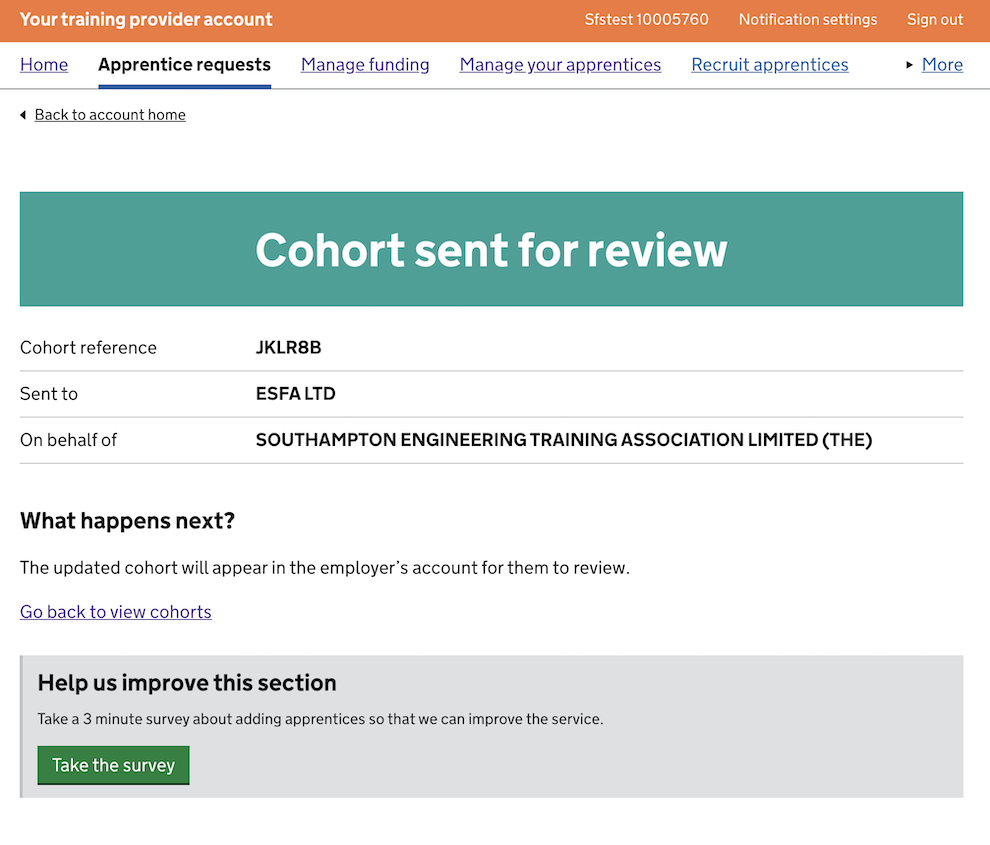 Your training provider account Sfstest 10005760 Notification settings Sign out
Home Apprentice requests Manage funding Manage your apprentices Recruit apprentices More
Back to account home
Cohort sent for review
Cohort reference JKLR8B
Sent to ESFA LTD
On behalf of SOUTHAMPTON ENGINEERING TRAINING ASSOCIATION LIMITED (THE)
What happens next?
The updated cohort will appear in the employer’s account for them to review.
Go back to view cohorts
Help us improve this section
Take a 3 minute survey about adding apprentices so that we can improve the service.
Take the survey